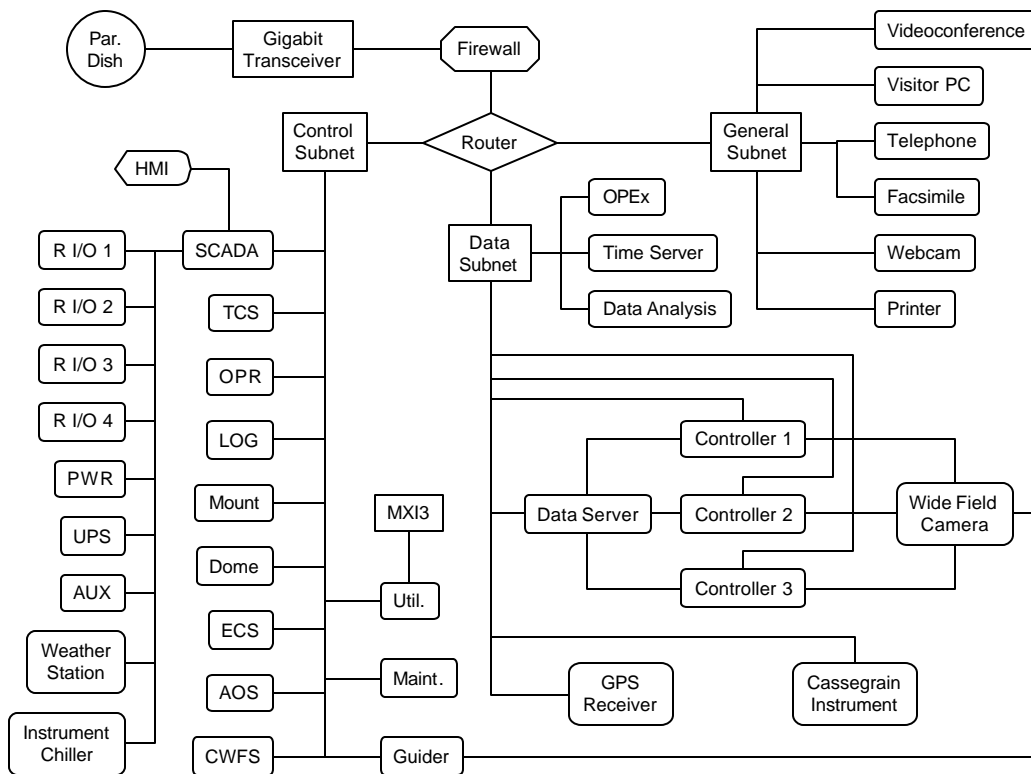 Par.
Dish
Gigabit
Transceiver
Firewall
Videoconference
Visitor PC
Control
Subnet
Router
General
Subnet
Telephone
HMI
OPEx
Facsimile
R I/O 1
SCADA
Data
Subnet
Time Server
Webcam
R I/O 2
TCS
Data Analysis
Printer
R I/O 3
OPR
R I/O 4
LOG
Controller 1
PWR
Mount
MXI3
Data Server
Controller 2
Wide Field
Camera
UPS
Dome
AUX
Util.
Controller 3
ECS
Weather
Station
AOS
Maint.
GPS
Receiver
Cassegrain
Instrument
Instrument
Chiller
CWFS
Guider